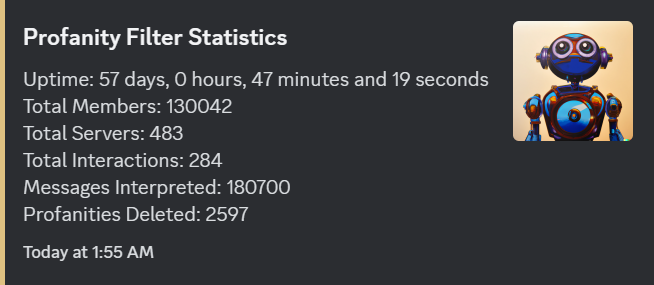 Profanity Filter Statistics
Uptime: 57 days, 0 hours, 47 minutes and 19 seconds
Total Members: 130042
Total Servers: 483
Total Interactions: 284
Messages Interpreted: 180700
Profanities Deleted: 2597
Today at 1:55 AM